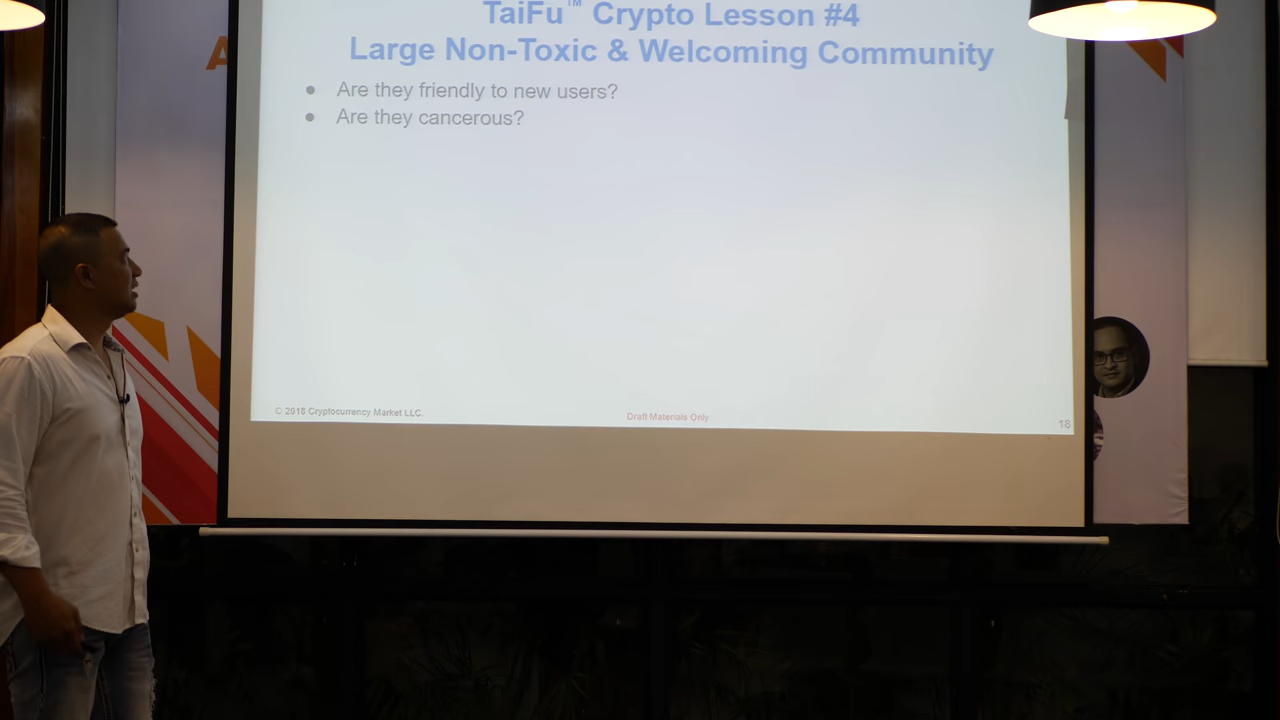 TaiFu™ Crypto Lesson #4
Large Non-Toxic & Welcoming Community
● Are they friendly to new users?
● Are they cancerous?
© 2018 Cryptocurrency Market LLC.
Draft Materials Only
18
A